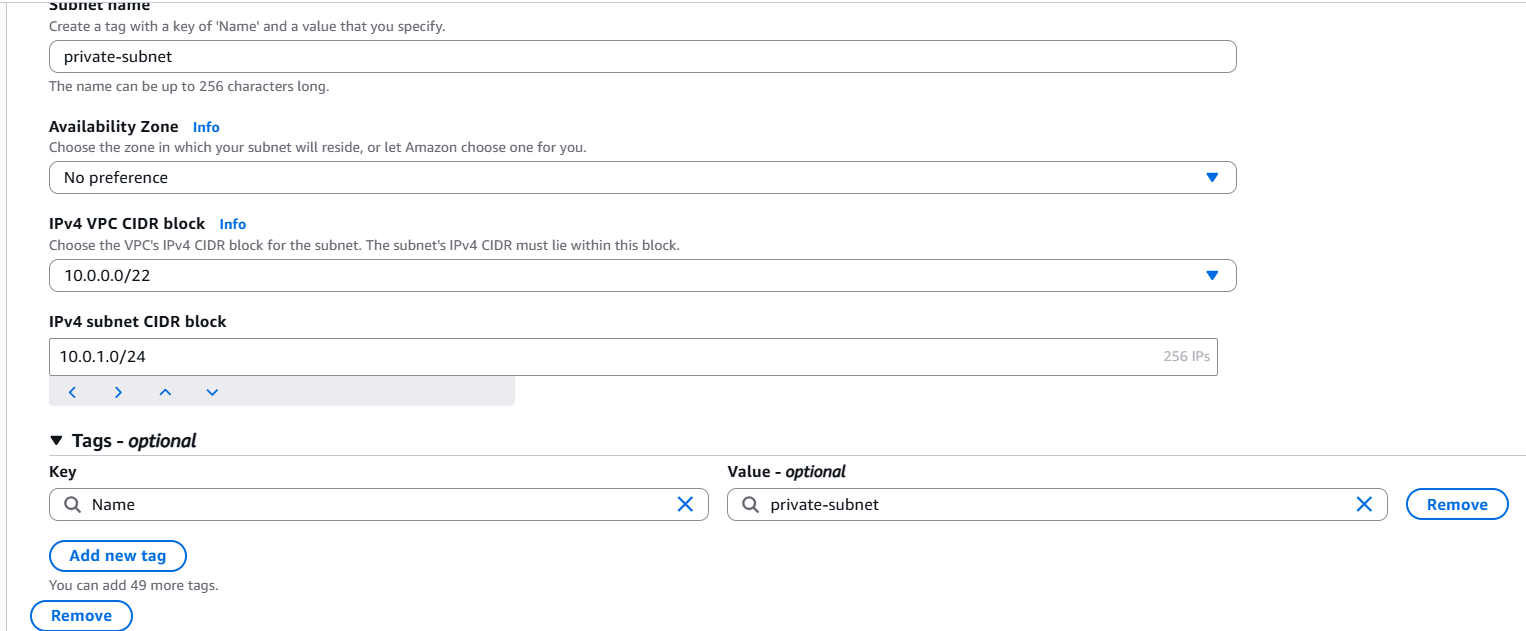 Subnet name
Create a tag with a key of 'Name' and a value that you specify.
private-subnet
The name can be up to 256 characters long.
Availability Zone Info
Choose the zone in which your subnet will reside, or let Amazon choose one for you.
No preference
IPv4 VPC CIDR block Info
Choose the VPC's IPv4 CIDR block for the subnet. The subnet's IPv4 CIDR must lie within this block.
10.0.0.0/22
IPv4 subnet CIDR block
10.0.1.0/24 256 IPs
Tags - optional
Key Value - optional
Name private-subnet Remove
Add new tag
You can add 49 more tags.
Remove